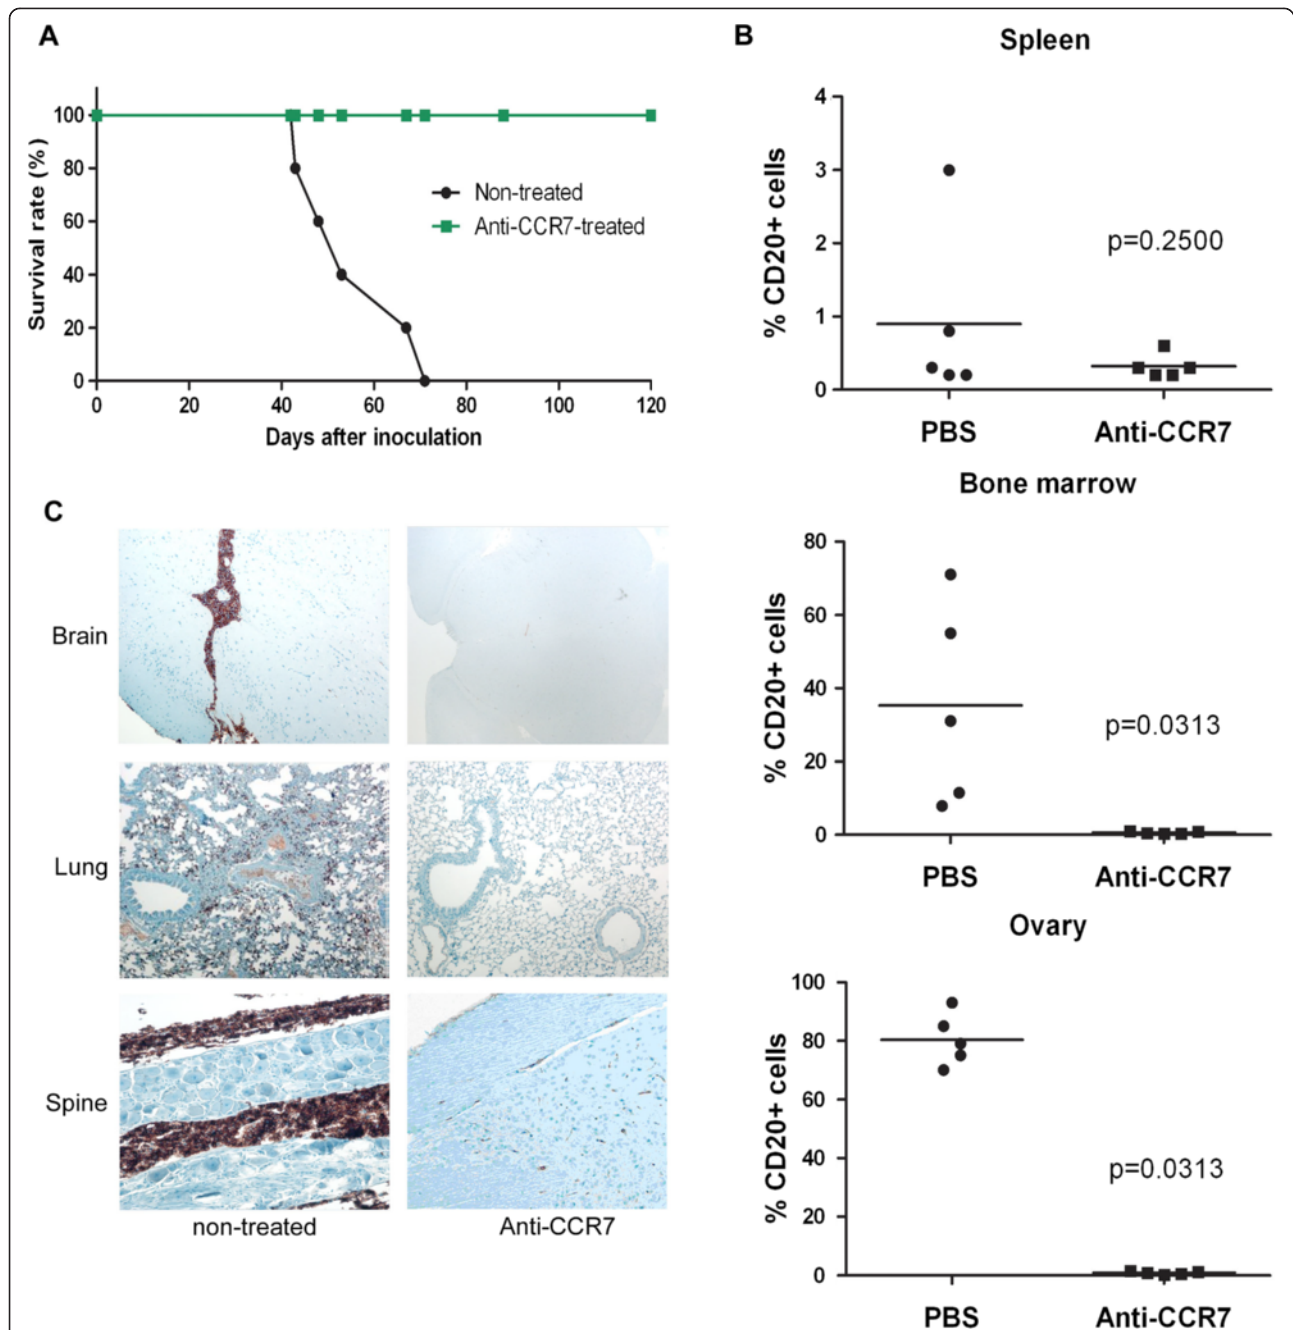 A
Survival rate (%)
100
80
60
40
20
0
0 20 40 60 80 100 120
Days after inoculation
Non-treated
Anti-CCR7-treated
B
Spleen
% CD20+ cells
4
3
2
1
0
p=0.2500
PBS Anti-CCR7
Bone marrow
% CD20+ cells
80
60
40
20
0
p=0.0313
PBS Anti-CCR7
Ovary
% CD20+ cells
100
80
60
40
20
0
p=0.0313
PBS Anti-CCR7
C
Brain
Lung
Spine
non-treated Anti-CCR7